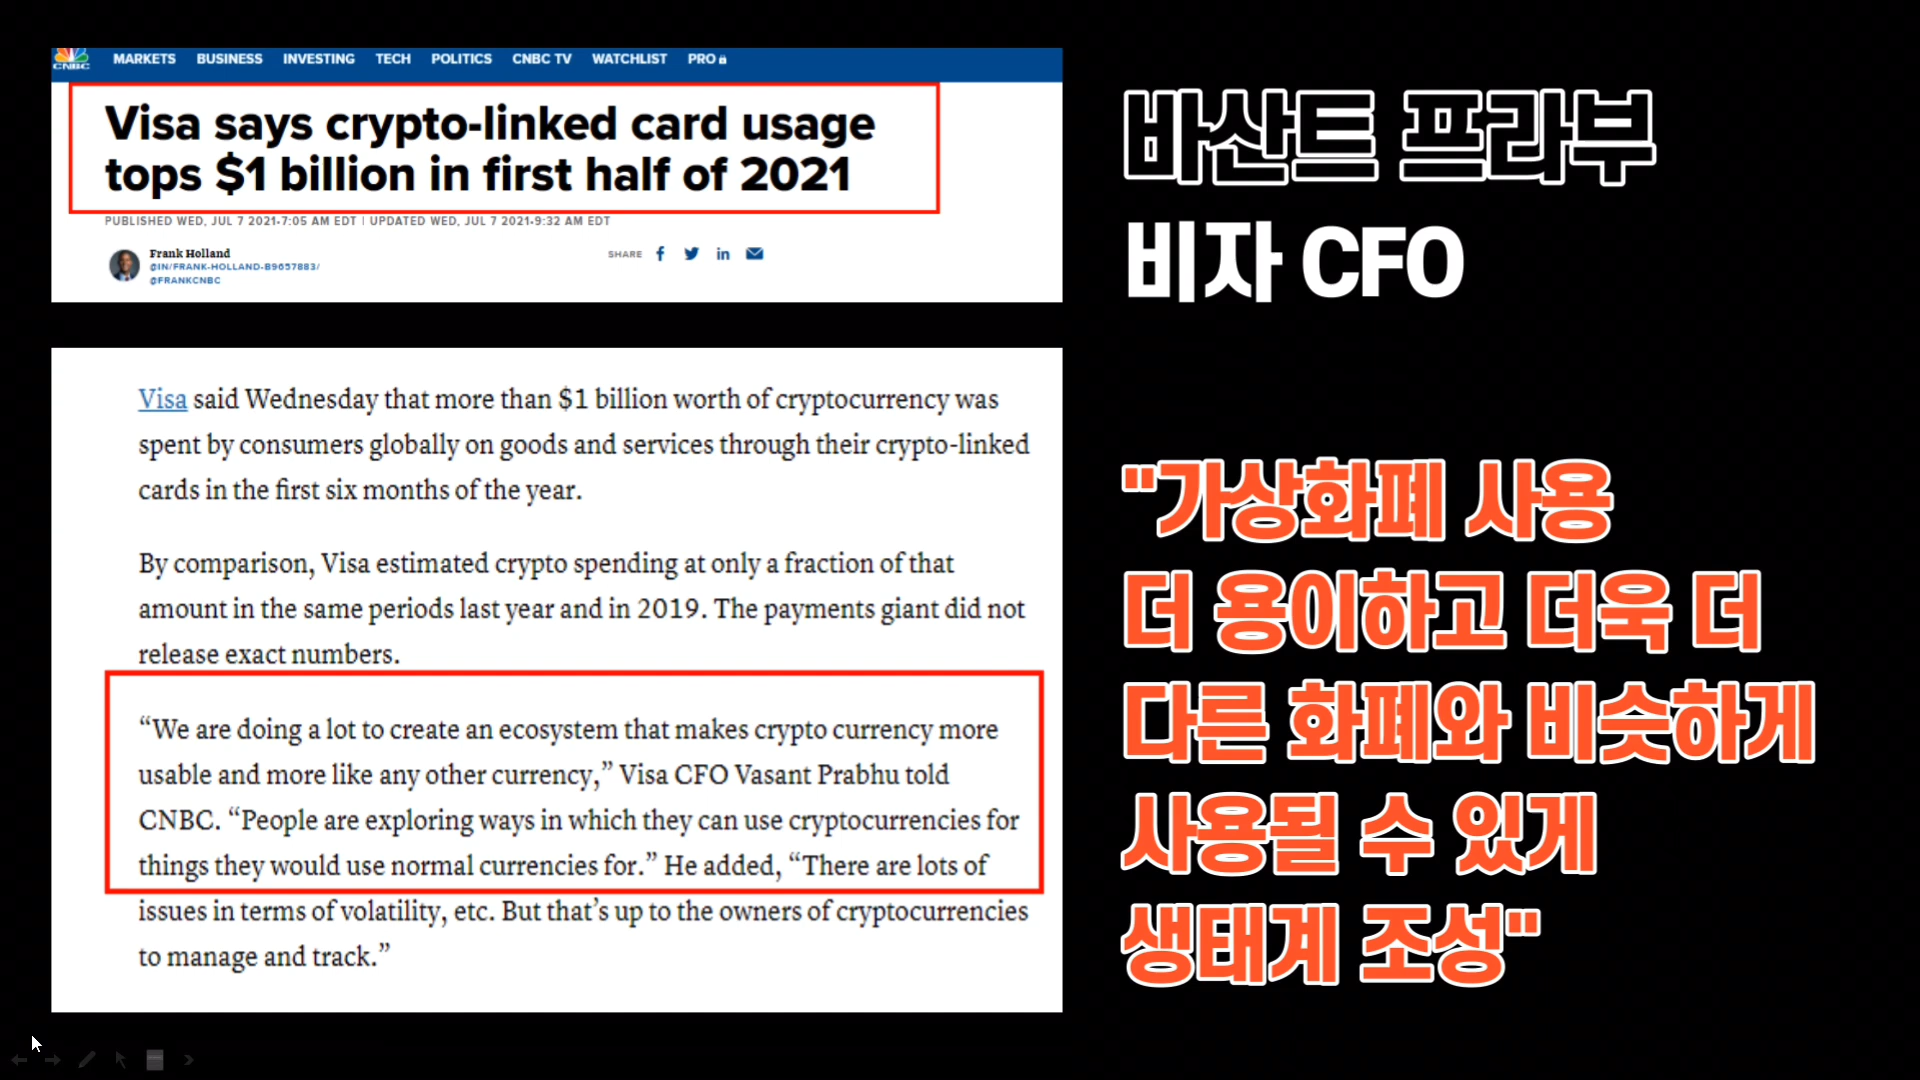 CNBC
MARKETS BUSINESS INVESTING TECH POLITICS CNBC TV WATCHLIST PRO
Visa says crypto-linked card usage
tops $1 billion in first half of 2021
PUBLISHED WED, JUL 7 2021•7:05 AM EDT | UPDATED WED, JUL 7 2021•9:32 AM EDT
Frank Holland
@IN/FRANK-HOLLAND-B9657883/
@FRANKCNBC
SHARE
Visa said Wednesday that more than $1 billion worth of cryptocurrency was
spent by consumers globally on goods and services through their crypto-linked
cards in the first six months of the year.
By comparison, Visa estimated crypto spending at only a fraction of that
amount in the same periods last year and in 2019. The payments giant did not
release exact numbers.
“We are doing a lot to create an ecosystem that makes crypto currency more
usable and more like any other currency,” Visa CFO Vasant Prabhu told
CNBC. “People are exploring ways in which they can use cryptocurrencies for
things they would use normal currencies for.” He added, “There are lots of
issues in terms of volatility, etc. But that’s up to the owners of cryptocurrencies
to manage and track.”
바산트 프라부
비자 CFO
"가상화폐 사용
더 용이하고 더욱 더
다른 화폐와 비슷하게
사용될 수 있게
생태계 조성"